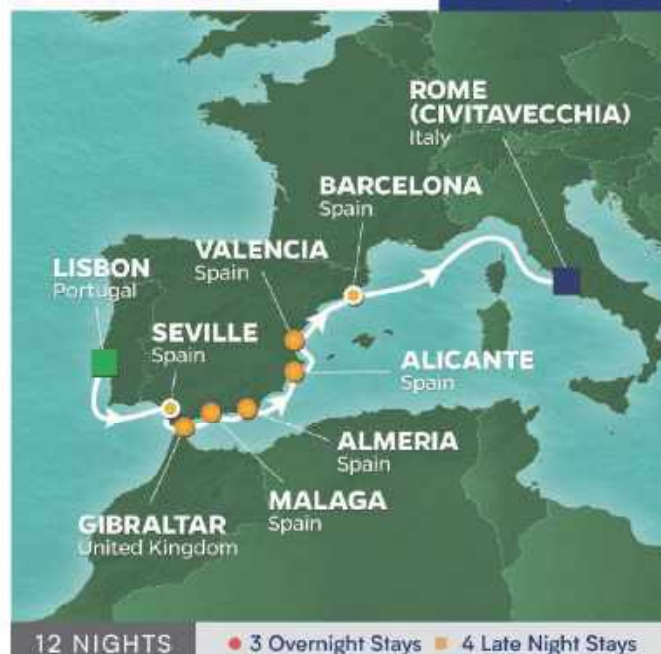 ROME
(CIVITAVECCHIA)
Italy
BARCELONA
Spain
VALENCIA
Spain
LISBON
Portugal
SEVILLE
Spain
ALICANTE
Spain
ALMERIA
Spain
MALAGA
Spain
GIBRALTAR
United Kingdom
12 NIGHTS
3 Overnight Stays
4 Late Night Stays